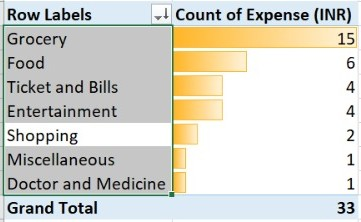 Row Labels Count of Expense (INR)
Grocery 15
Food 6
Ticket and Bills 4
Entertainment 4
Shopping 2
Miscellaneous 1
Doctor and Medicine 1
Grand Total 33